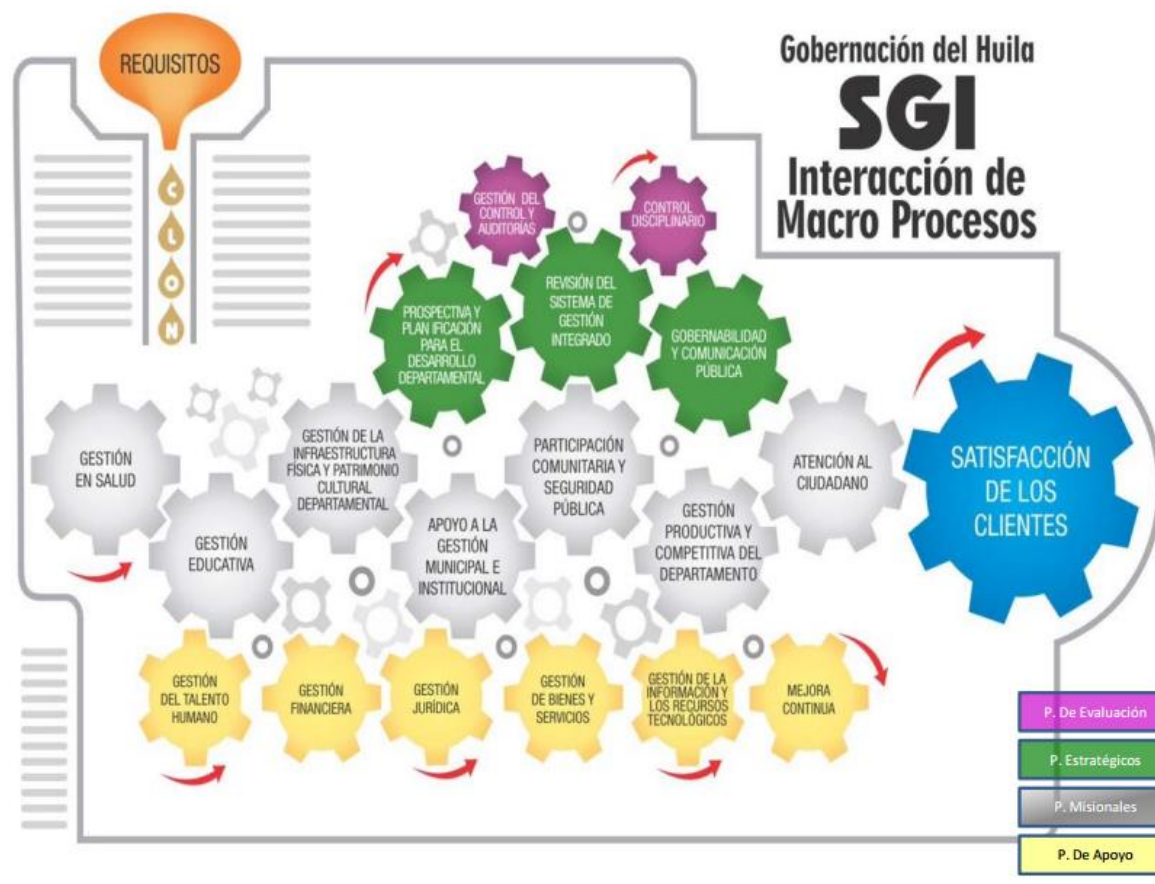 REQUISITOS
C
L
O
N
Gobernación del Huila
SGI
Interacción de
Macro Procesos
GESTIÓN DEL
CONTROL Y
AUDITORÍAS
CONTROL
DISCIPLINARIO
PROSPECTIVA Y
PLAN IFICACIÓN
PARA EL
DESARROLLO
DEPARTAMENTAL
REVISIÓN DEL
SISTEMA DE
GESTIÓN
INTEGRADO
GOBERNABILIDAD
Y COMUNICACIÓN
PÚBLICA
GESTIÓN
EN SALUD
GESTIÓN
EDUCATIVA
GESTIÓN DE LA
INFRAESTRUCTURA
FÍSICA Y PATRIMONIO
CULTURAL
DEPARTAMENTAL
APOYO A LA
GESTIÓN
MUNICIPAL E
INSTITUCIONAL
PARTICIPACIÓN
COMUNITARIA Y
SEGURIDAD
PÚBLICA
GESTIÓN
PRODUCTIVA Y
COMPETITIVA DEL
DEPARTAMENTO
ATENCIÓN AL
CIUDADANO
SATISFACCIÓN
DE LOS
CLIENTES
GESTIÓN
DEL TALENTO
HUMANO
GESTIÓN
FINANCIERA
GESTIÓN
JURÍDICA
GESTIÓN
DE BIENES Y
SERVICIOS
GESTIÓN DE LA
INFORMACIÓN Y
LOS RECURSOS
TECNOLÓGICOS
MEJORA
CONTINUA
P. De Evaluación
P. Estratégicos
P. Misionales
P. De Apoyo